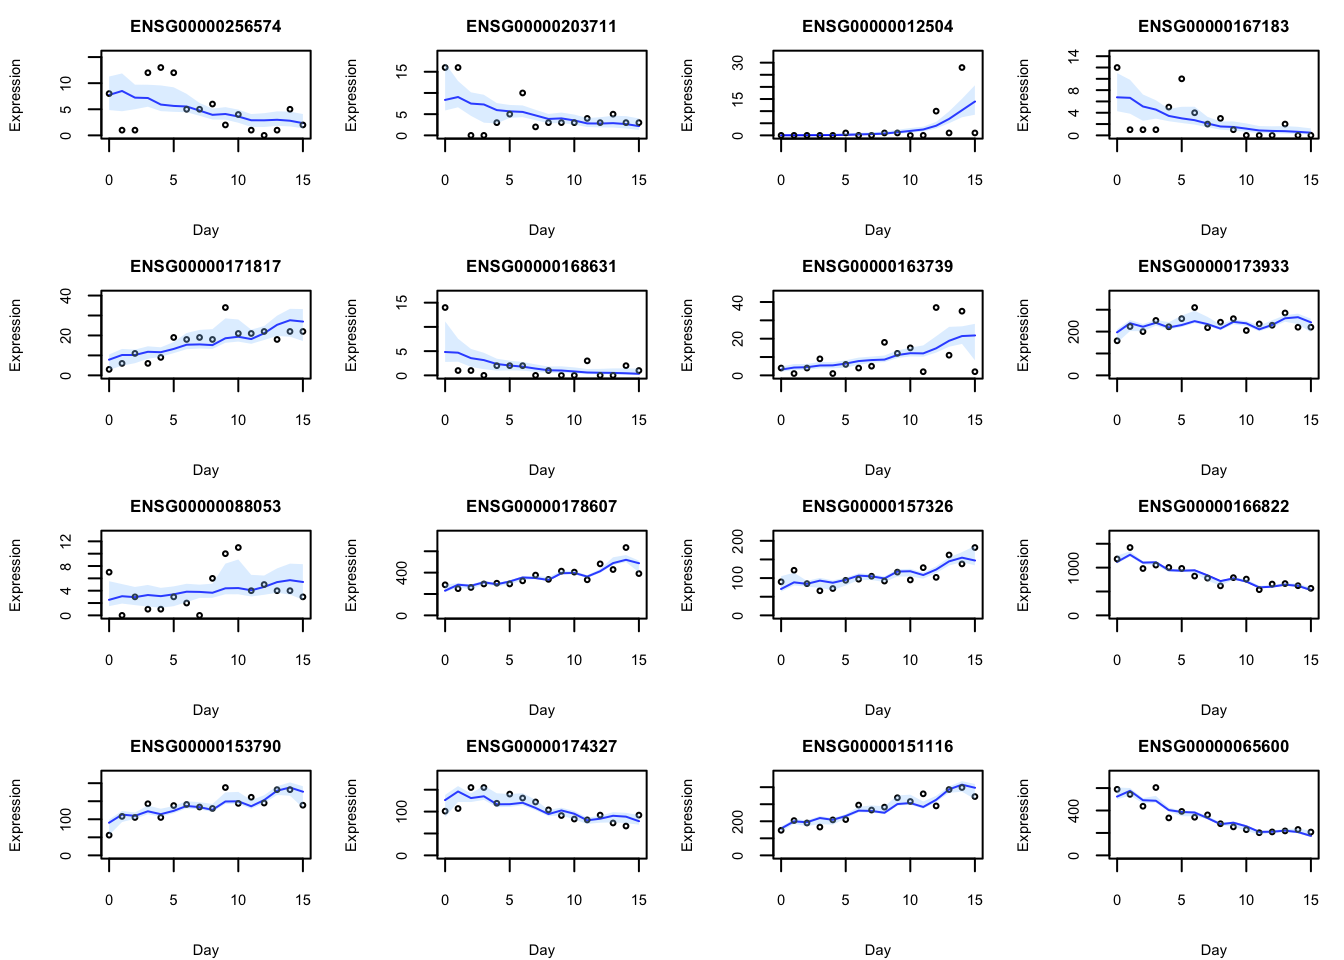 ENSG00000256574
Expression
0 5 10
0 5 10 15
Day
ENSG00000203711
Expression
0 5 15
0 5 10 15
Day
ENSG00000012504
Expression
0 15 30
0 5 10 15
Day
ENSG00000167183
Expression
0 4 8 14
0 5 10 15
Day
ENSG00000171817
Expression
0 20 40
0 5 10 15
Day
ENSG00000168631
Expression
0 5 15
0 5 10 15
Day
ENSG00000163739
Expression
0 20 40
0 5 10 15
Day
ENSG00000173933
Expression
0 200
0 5 10 15
Day
ENSG00000088053
Expression
0 4 8 12
0 5 10 15
Day
ENSG00000178607
Expression
0 400
0 5 10 15
Day
ENSG00000157326
Expression
0 100 200
0 5 10 15
Day
ENSG00000166822
Expression
0 1000
0 5 10 15
Day
ENSG00000153790
Expression
0 100
0 5 10 15
Day
ENSG00000174327
Expression
0 100
0 5 10 15
Day
ENSG00000151116
Expression
0 200
0 5 10 15
Day
ENSG00000065600
Expression
0 400
0 5 10 15
Day